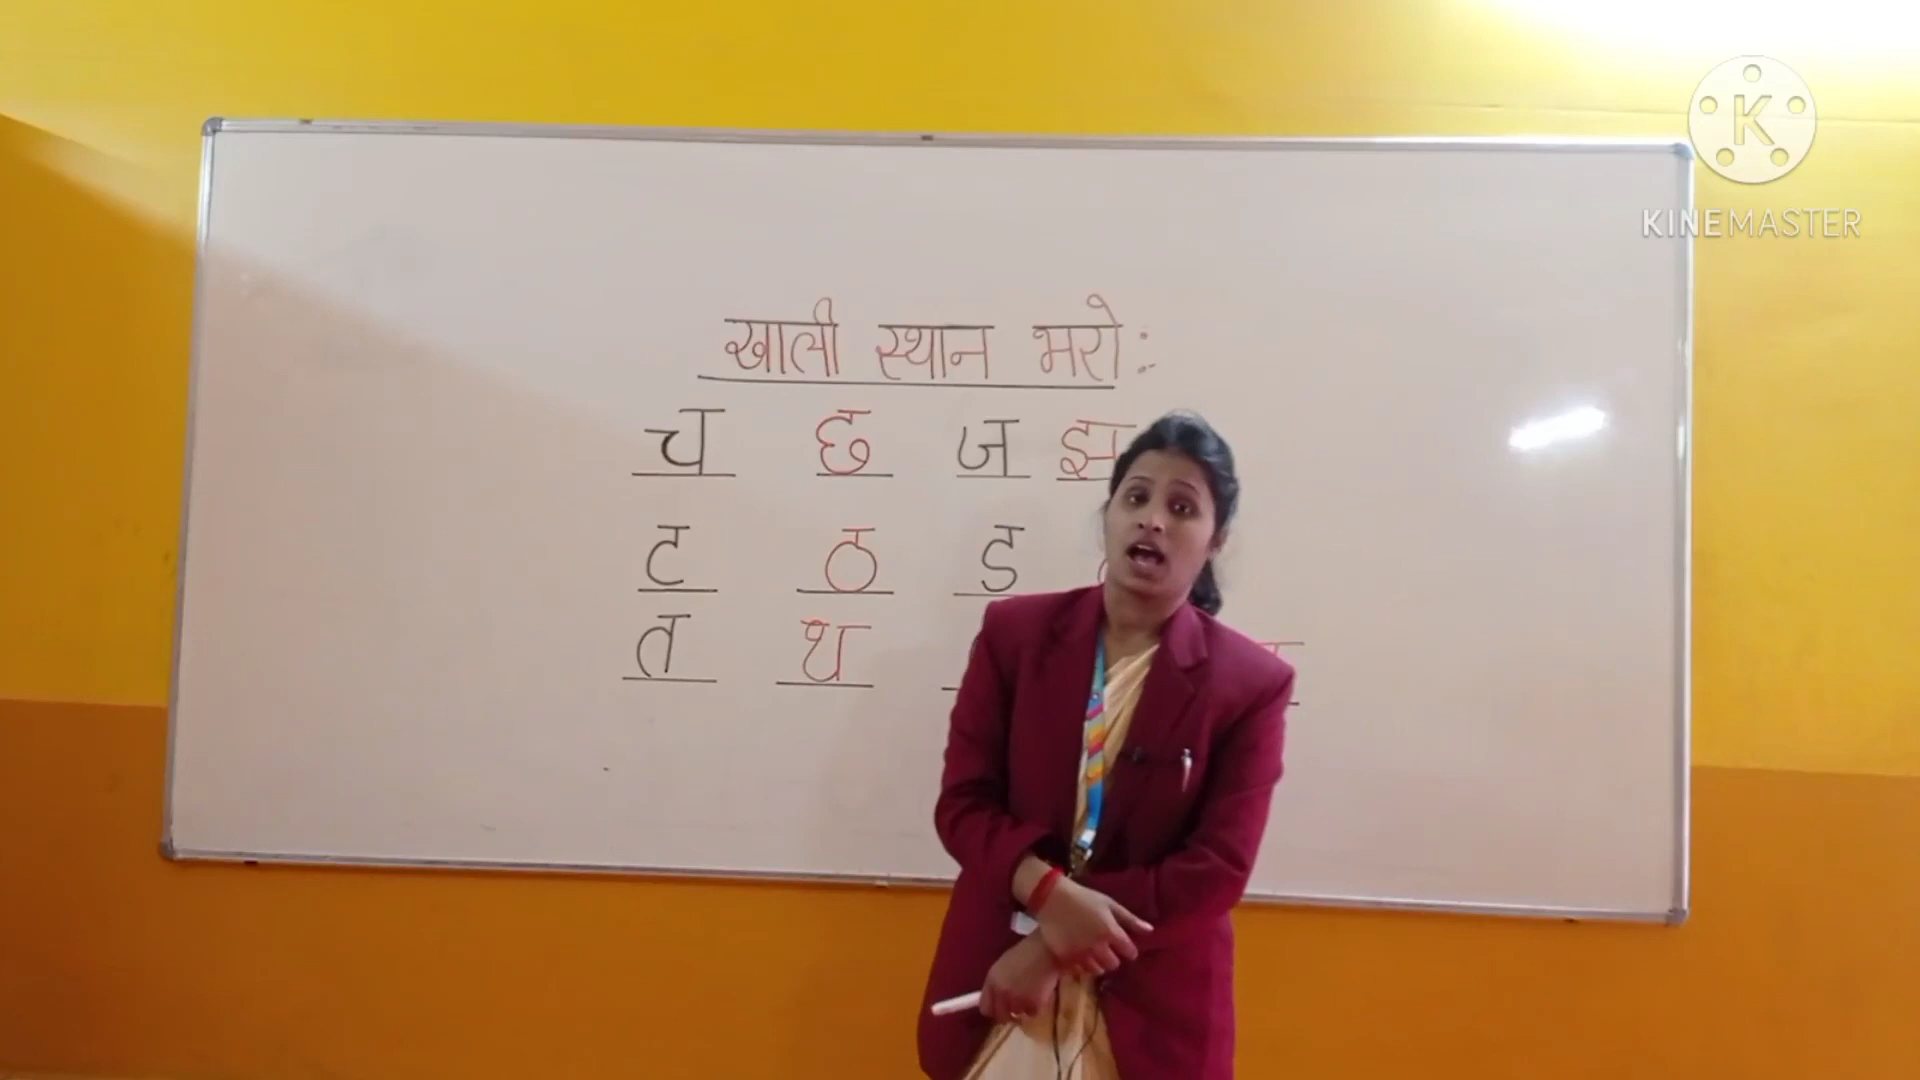 खाली स्थान भरो :-
च छ ज झ
ट ठ ड
त थ
K
KINEMASTER